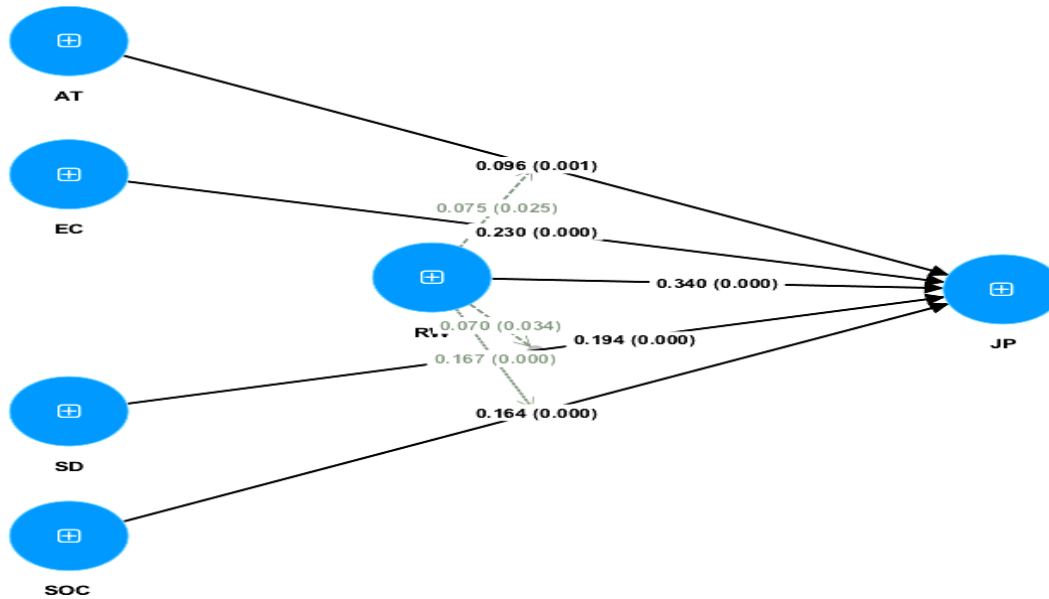 AT
0.096 (0.001)
0.075 (0.025)
EC
0.230 (0.000)
0.340 (0.000)
0.070 (0.034)
0.194 (0.000)
JP
0.167 (0.000)
0.164 (0.000)
SD
SOC